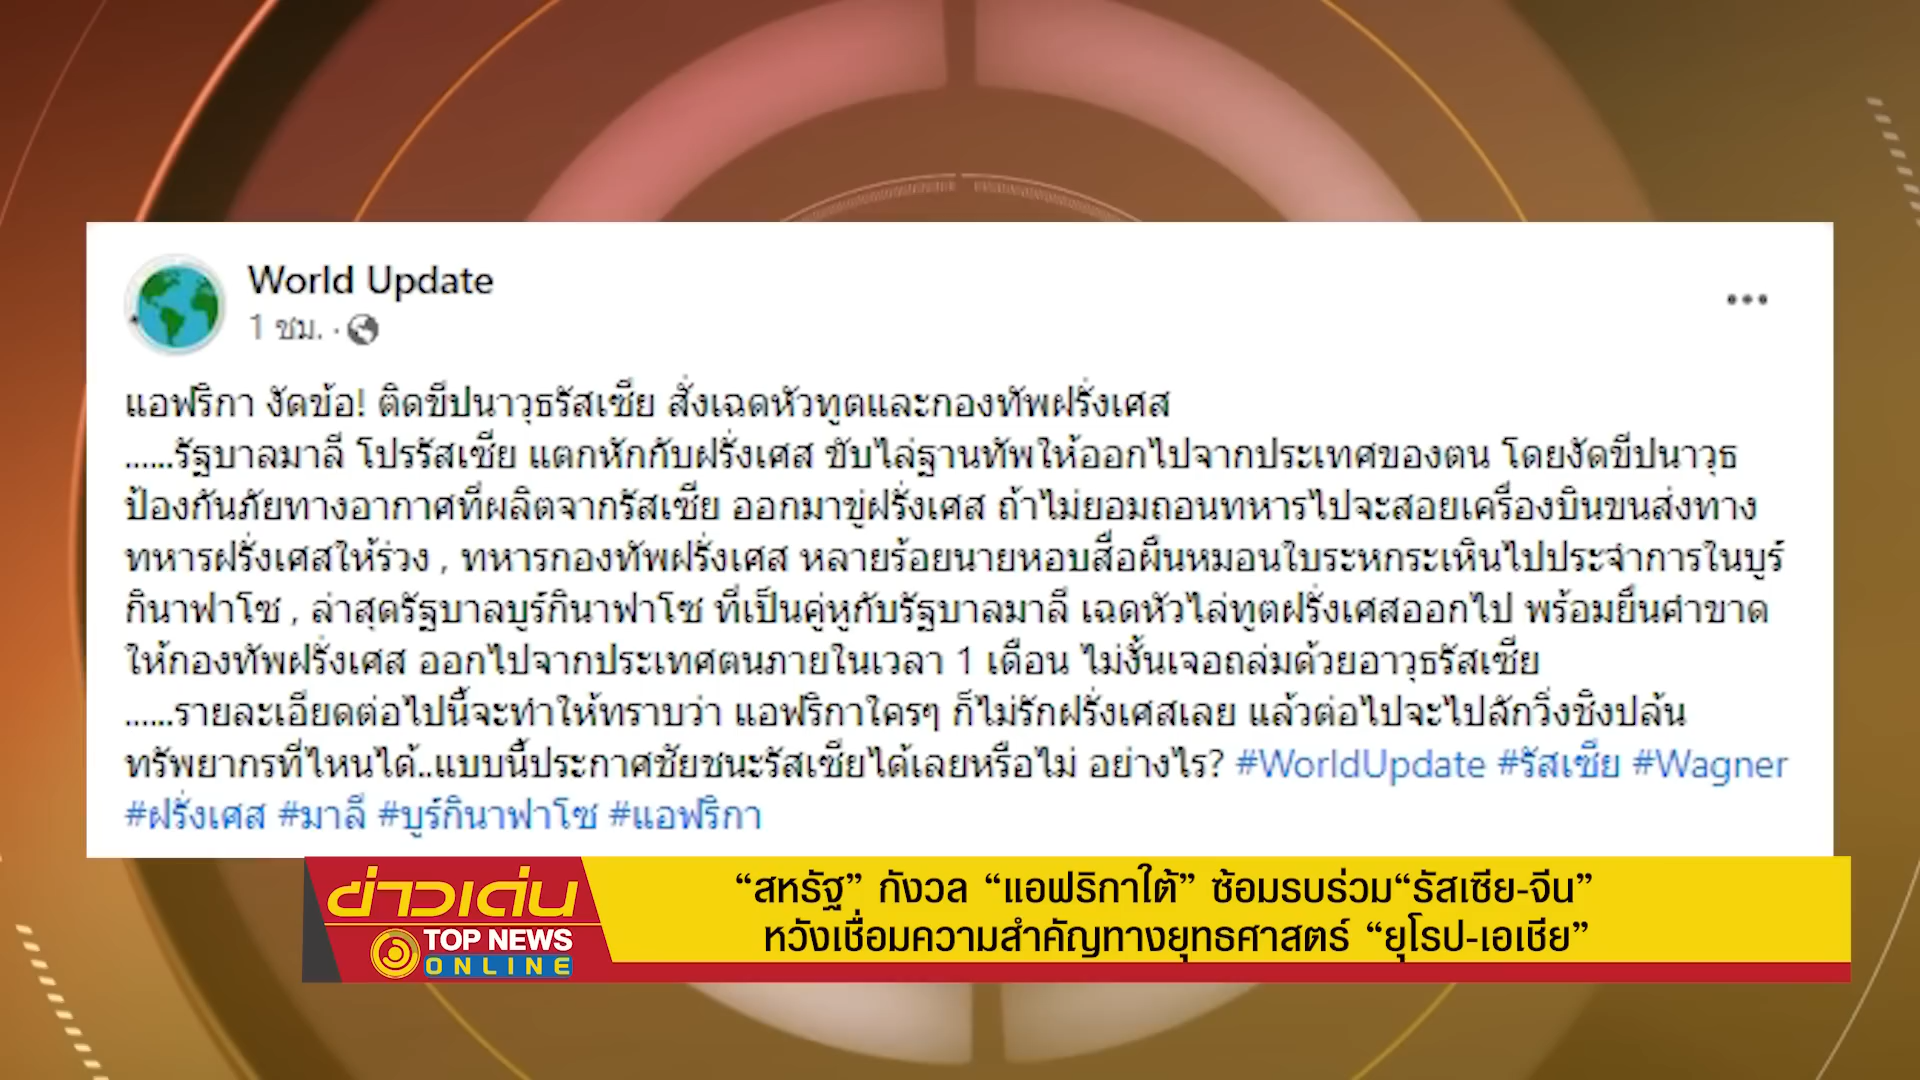 World Update
1 ชม. ·
แอฟริกา งัดข้อ! ติดขีปนาวุธรัสเซีย สั่งเฉดหัวทูตและกองทัพฝรั่งเศส
......รัฐบาลมาลี โปรรัสเซีย แตกหักกับฝรั่งเศส ขับไล่ฐานทัพให้ออกไปจากประเทศของตน โดยงัดขีปนาวุธ
ป้องกันภัยทางอากาศที่ผลิตจากรัสเซีย ออกมาขู่ฝรั่งเศส ถ้าไม่ยอมถอนทหารไปจะสอยเครื่องบินขนส่งทาง
ทหารฝรั่งเศสให้ร่วง , ทหารกองทัพฝรั่งเศส หลายร้อยนายหอบสื่อผืนหมอนใบระหกระเหินไปประจำการในบูร์
กินาฟาโซ , ล่าสุดรัฐบาลบูร์กินาฟาโซ ที่เป็นคู่หูกับรัฐบาลมาลี เฉดหัวไล่ทูตฝรั่งเศสออกไป พร้อมยื่นคำขาด
ให้กองทัพฝรั่งเศส ออกไปจากประเทศตนภายในเวลา 1 เดือน ไม่งั้นเจอถล่มด้วยอาวุธรัสเซีย
......รายละเอียดต่อไปนี้จะทำให้ทราบว่า แอฟริกาใครๆ ก็ไม่รักฝรั่งเศสเลย แล้วต่อไปจะไปลักวิ่งชิงปล้น
ทรัพยากรที่ไหนได้..แบบนี้ประกาศชัยชนะรัสเซียได้เลยหรือไม่ อย่างไร? #WorldUpdate #รัสเซีย #Wagner
#ฝรั่งเศส #มาลี #บูร์กินาฟาโซ #แอฟริกา
ข่าวเด่น
TOP NEWS
ONLINE
“สหรัฐ” กังวล “แอฟริกาใต้” ซ้อมรบร่วม“รัสเซีย-จีน”
หวังเชื่อมความสำคัญทางยุทธศาสตร์ “ยุโรป-เอเชีย”